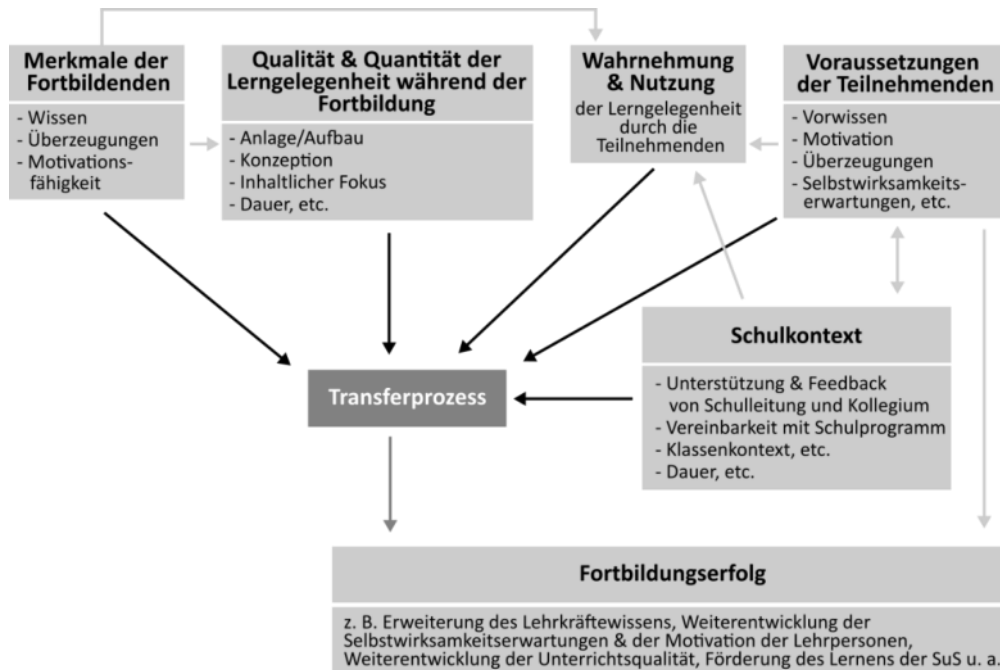 Merkmale der
Fortbildenden
- Wissen
- Überzeugungen
- Motivations-
fähigkeit
Qualität & Quantität der
Lerngelegenheit während der
Fortbildung
- Anlage/Aufbau
- Konzeption
- Inhaltlicher Fokus
- Dauer, etc.
Wahrnehmung
& Nutzung
der Lerngelegenheit
durch die
Teilnehmenden
Voraussetzungen
der Teilnehmenden
- Vorwissen
- Motivation
- Überzeugungen
- Selbstwirksamkeits-
erwartungen, etc.
Schulkontext
- Unterstützung & Feedback
von Schulleitung und Kollegium
- Vereinbarkeit mit Schulprogramm
- Klassenkontext, etc.
- Dauer, etc.
Transferprozess
Fortbildungserfolg
z. B. Erweiterung des Lehrkräftewissens, Weiterentwicklung der
Selbstwirksamkeitserwartungen & der Motivation der Lehrpersonen,
Weiterentwicklung der Unterrichtsqualität, Förderung des Lernens der SuS u. a.